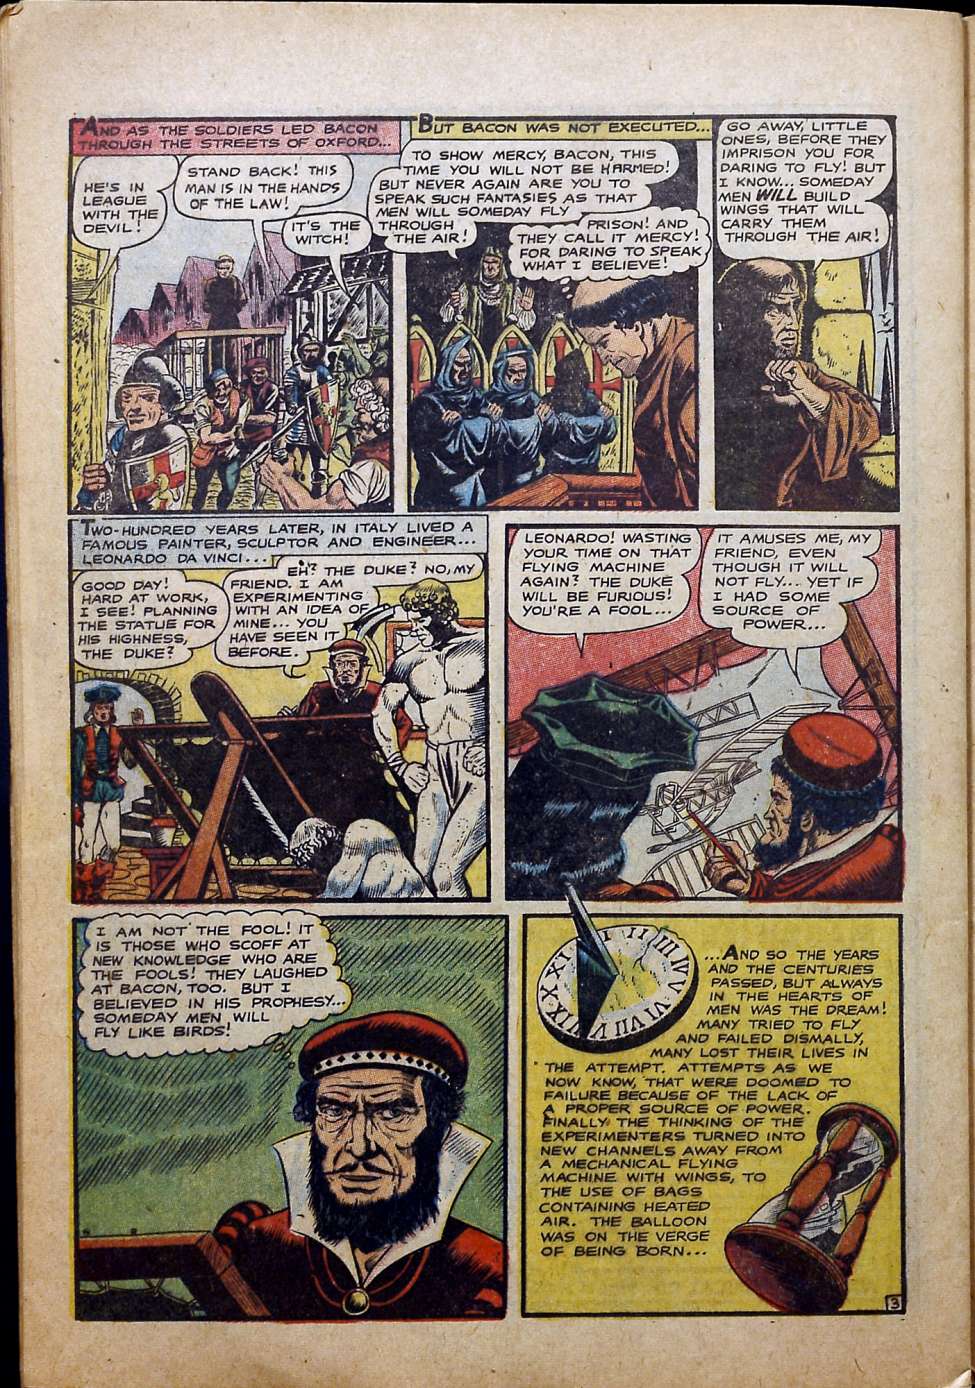 AND AS THE SOLDIERS LED BACON
THROUGH THE STREETS OF OXFORD...
HE'S IN
LEAGUE
WITH THE
DEVIL!
STAND BACK! THIS
MAN IS IN THE HANDS
OF THE LAW!
IT'S THE
WITCH!
BUT BACON WAS NOT EXECUTED...
TO SHOW MERCY, BACON, THIS
TIME YOU WILL NOT BE HARMED!
BUT NEVER AGAIN ARE YOU TO
SPEAK SUCH FANTASIES AS THAT
MEN WILL SOMEDAY FLY
THROUGH
THE AIR!
PRISON! AND
THEY CALL IT MERCY!
FOR DARING TO SPEAK
WHAT I BELIEVE!
GO AWAY, LITTLE
ONES, BEFORE THEY
IMPRISON YOU FOR
DARING TO FLY! BUT
I KNOW... SOMEDAY
MEN WILL BUILD
WINGS THAT WILL
CARRY THEM
THROUGH THE AIR!
TWO-HUNDRED YEARS LATER, IN ITALY LIVED A
FAMOUS PAINTER, SCULPTOR AND ENGINEER...
LEONARDO DA VINCI...
GOOD DAY!
HARD AT WORK,
I SEE! PLANNING
THE STATUE FOR
HIS HIGHNESS,
THE DUKE?
EH? THE DUKE? NO, MY
FRIEND. I AM
EXPERIMENTING
WITH AN IDEA OF
MINE... YOU
HAVE SEEN IT
BEFORE.
LEONARDO! WASTING
YOUR TIME ON THAT
FLYING MACHINE
AGAIN? THE DUKE
WILL BE FURIOUS!
YOU'RE A FOOL...
IT AMUSES ME, MY
FRIEND, EVEN
THOUGH IT WILL
NOT FLY... YET IF
I HAD SOME
SOURCE OF
POWER...
I AM NOT THE FOOL! IT
IS THOSE WHO SCOFF AT
NEW KNOWLEDGE WHO ARE
THE FOOLS! THEY LAUGHED
AT BACON, TOO. BUT I
BELIEVED IN HIS PROPHESY...
SOMEDAY MEN WILL
FLY LIKE BIRDS!
I II III IV V VI VII VIII IX X XI
...AND SO THE YEARS
AND THE CENTURIES
PASSED, BUT ALWAYS
IN THE HEARTS OF
MEN WAS THE DREAM!
MANY TRIED TO FLY
AND FAILED DISMALLY,
MANY LOST THEIR LIVES IN
THE ATTEMPT. ATTEMPTS AS WE
NOW KNOW, THAT WERE DOOMED TO
FAILURE BECAUSE OF THE LACK OF
A PROPER SOURCE OF POWER.
FINALLY THE THINKING OF THE
EXPERIMENTERS TURNED INTO
NEW CHANNELS AWAY FROM
A MECHANICAL FLYING
MACHINE WITH WINGS, TO
THE USE OF BAGS
CONTAINING HEATED
AIR. THE BALLOON
WAS ON THE VERGE
OF BEING BORN...
3